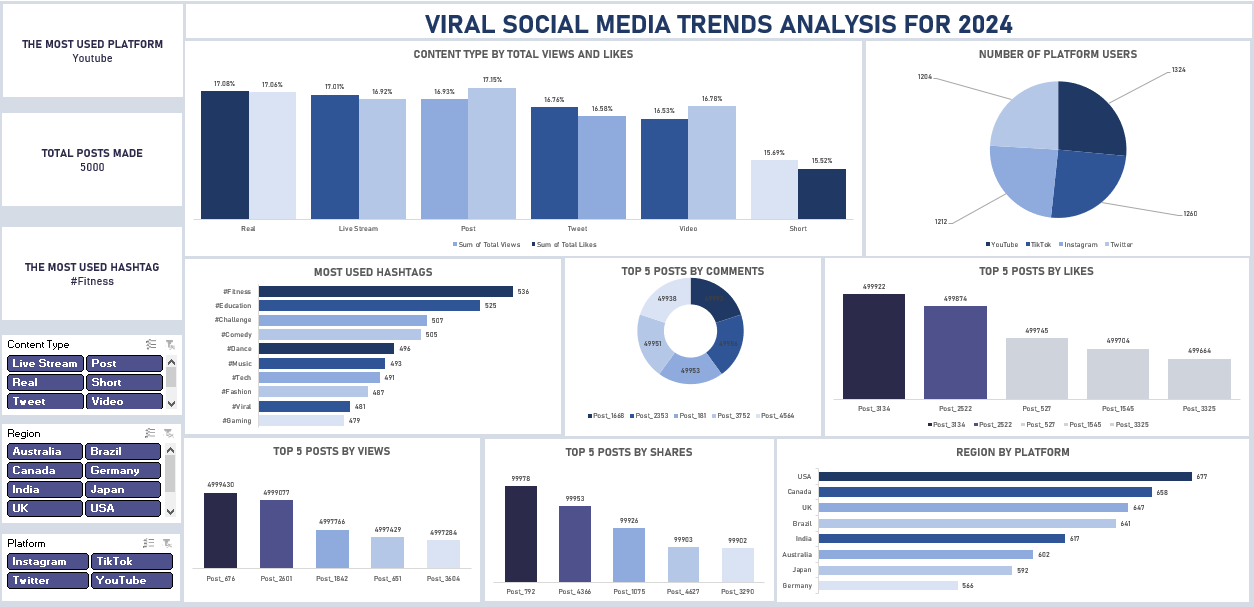 VIRAL SOCIAL MEDIA TRENDS ANALYSIS FOR 2024
THE MOST USED PLATFORM
Youtube
TOTAL POSTS MADE
5000
THE MOST USED HASHTAG
#Fitness
Content Type
Live Stream Post
Real Short
Tweet Video
Region
Australia Brazil
Canada Germany
India Japan
UK USA
Platform
Instagram TikTok
Twitter YouTube
CONTENT TYPE BY TOTAL VIEWS AND LIKES
17.08% 17.06% 17.01% 16.92% 16.93% 17.15% 16.76% 16.58% 16.53% 16.78% 15.69% 15.52%
Real Live Stream Post Tweet Video Short
Sum of Total Views Sum of Total Likes
NUMBER OF PLATFORM USERS
1204 1324
1212 1260
YouTube TikTok Instagram Twitter
MOST USED HASHTAGS
#Fitness 536
#Education 525
#Challenge 507
#Comedy 505
#Dance 496
#Music 493
#Tech 491
#Fashion 487
#Viral 481
#Gaming 479
TOP 5 POSTS BY COMMENTS
49938
49951
49953
Post_1668 Post_2353 Post_181 Post_3752 Post_4564
TOP 5 POSTS BY LIKES
499922 499874 499745 499704 499664
Post_3134 Post_2522 Post_527 Post_1545 Post_3325
Post_3134 Post_2522 Post_527 Post_1545 Post_3325
TOP 5 POSTS BY VIEWS
4999430 4999077 4997766 4997429 4997284
Post_676 Post_2601 Post_1842 Post_651 Post_3604
TOP 5 POSTS BY SHARES
99978 99953 99926 99903 99902
Post_792 Post_4366 Post_1075 Post_4627 Post_3290
REGION BY PLATFORM
USA 677
Canada 658
UK 647
Brazil 641
India 617
Australia 602
Japan 592
Germany 566